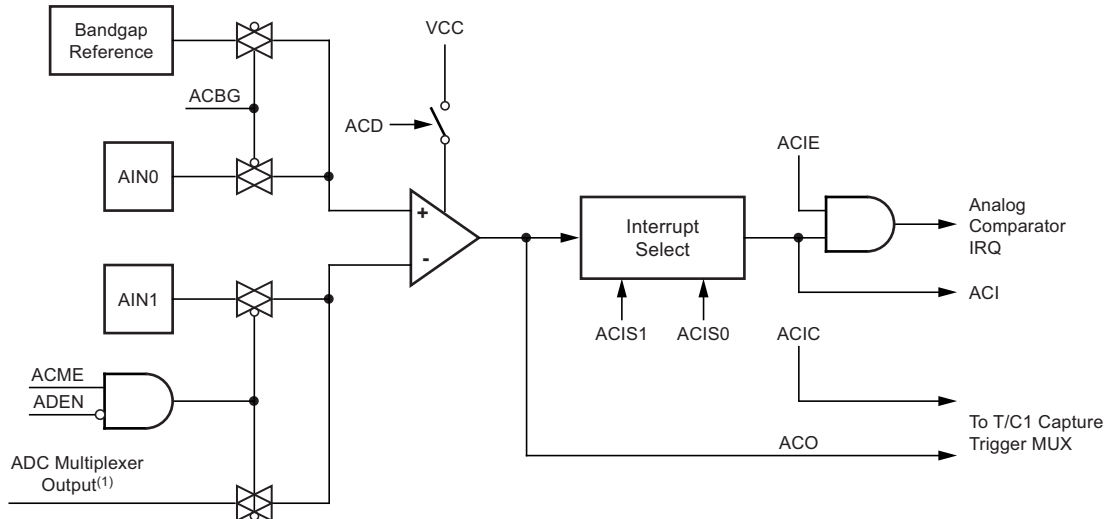 Bandgap
Reference
VCC
ACBG
ACD
AIN0
ACIE
+
-
Interrupt
Select
Analog
Comparator
IRQ
AIN1
ACI
ACIS1
ACIS0
ACIC
ACME
ADEN
To T/C1 Capture
Trigger MUX
ACO
ADC Multiplexer
Output(1)